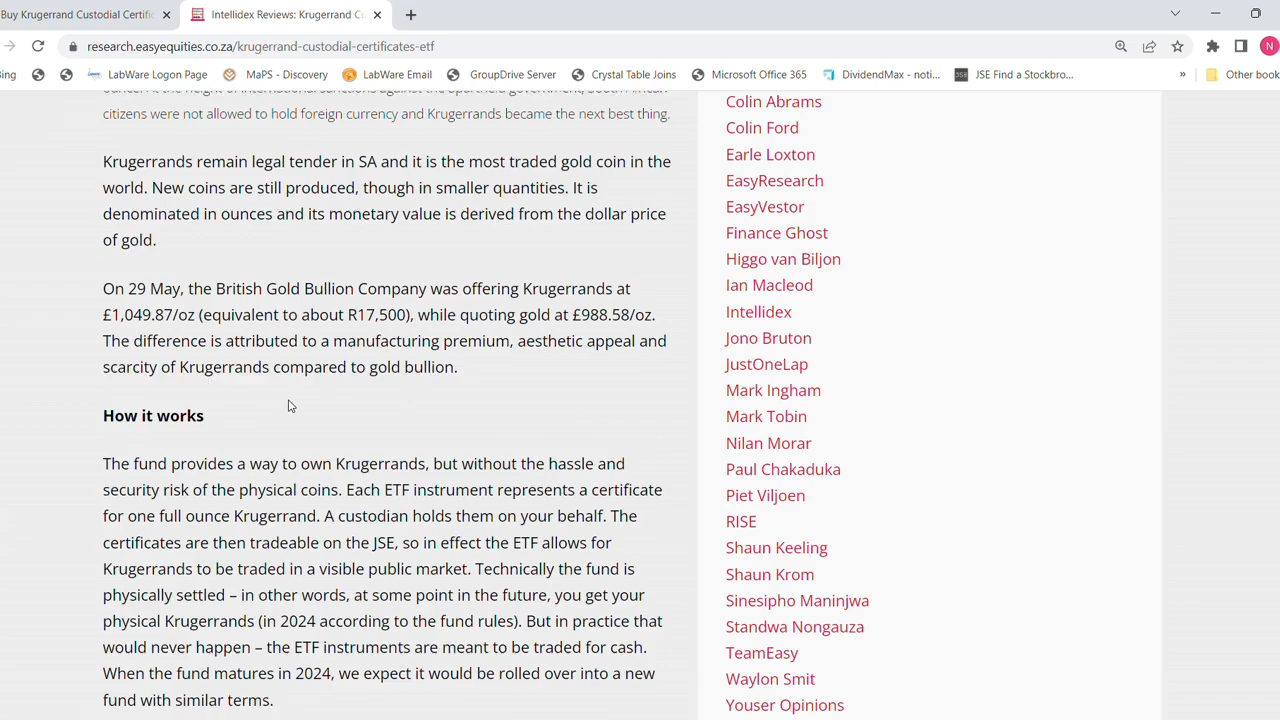 Buy Krugerrand Custodial Certific
Intellidex Reviews: Krugerrand Cu
research.easyequities.co.za/krugerrand-custodial-certificates-etf
N
ing
LabWare Logon Page
MaPS - Discovery
LabWare Email
GroupDrive Server
Crystal Table Joins
Microsoft Office 365
DividendMax - noti...
JSE Find a Stockbro...
»
Other book
citizens were not allowed to hold foreign currency and Krugerrands became the next best thing.
Krugerrands remain legal tender in SA and it is the most traded gold coin in the
world. New coins are still produced, though in smaller quantities. It is
denominated in ounces and its monetary value is derived from the dollar price
of gold.
On 29 May, the British Gold Bullion Company was offering Krugerrands at
£1,049.87/oz (equivalent to about R17,500), while quoting gold at £988.58/oz.
The difference is attributed to a manufacturing premium, aesthetic appeal and
scarcity of Krugerrands compared to gold bullion.
How it works
The fund provides a way to own Krugerrands, but without the hassle and
security risk of the physical coins. Each ETF instrument represents a certificate
for one full ounce Krugerrand. A custodian holds them on your behalf. The
certificates are then tradeable on the JSE, so in effect the ETF allows for
Krugerrands to be traded in a visible public market. Technically the fund is
physically settled – in other words, at some point in the future, you get your
physical Krugerrands (in 2024 according to the fund rules). But in practice that
would never happen – the ETF instruments are meant to be traded for cash.
When the fund matures in 2024, we expect it would be rolled over into a new
fund with similar terms.
Colin Abrams
Colin Ford
Earle Loxton
EasyResearch
EasyVestor
Finance Ghost
Higgo van Biljon
Ian Macleod
Intellidex
Jono Bruton
JustOneLap
Mark Ingham
Mark Tobin
Nilan Morar
Paul Chakaduka
Piet Viljoen
RISE
Shaun Keeling
Shaun Krom
Sinesipho Maninjwa
Standwa Nongauza
TeamEasy
Waylon Smit
Youser Opinions